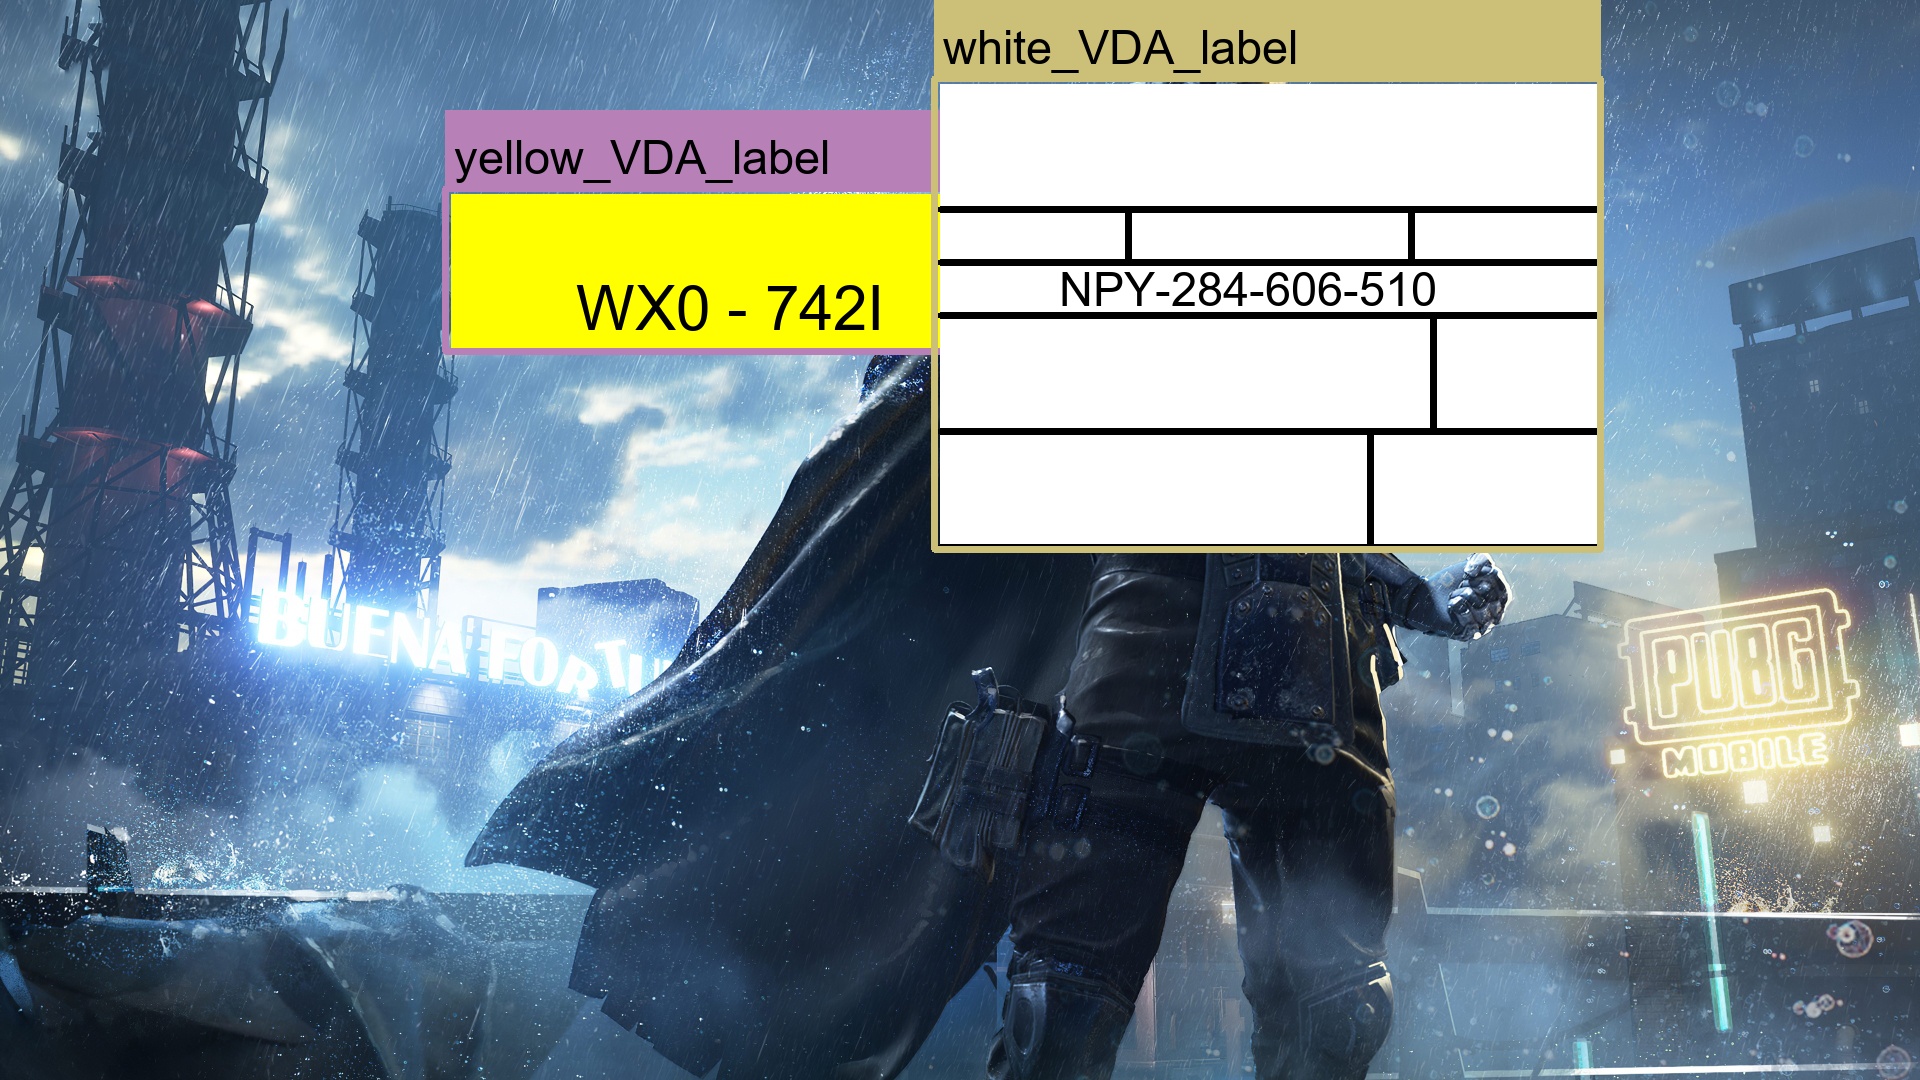 white_VDA_label
yellow_VDA_label
WX0 - 742I
NPY-284-606-510
BUENA FORTU
PUBG
MOBILE